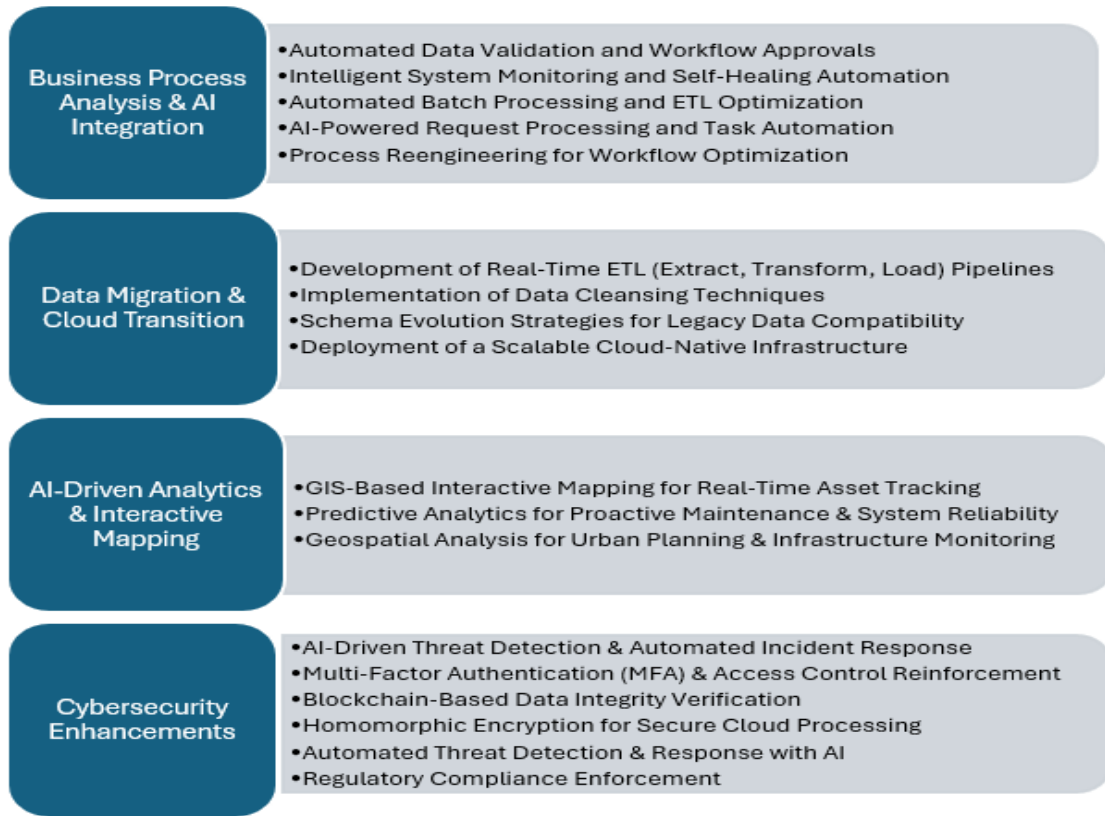 Business Process
Analysis & AI
Integration
•Automated Data Validation and Workflow Approvals
•Intelligent System Monitoring and Self-Healing Automation
•Automated Batch Processing and ETL Optimization
•AI-Powered Request Processing and Task Automation
•Process Reengineering for Workflow Optimization
Data Migration &
Cloud Transition
•Development of Real-Time ETL (Extract, Transform, Load) Pipelines
•Implementation of Data Cleansing Techniques
•Schema Evolution Strategies for Legacy Data Compatibility
•Deployment of a Scalable Cloud-Native Infrastructure
AI-Driven Analytics
& Interactive
Mapping
•GIS-Based Interactive Mapping for Real-Time Asset Tracking
•Predictive Analytics for Proactive Maintenance & System Reliability
•Geospatial Analysis for Urban Planning & Infrastructure Monitoring
Cybersecurity
Enhancements
•AI-Driven Threat Detection & Automated Incident Response
•Multi-Factor Authentication (MFA) & Access Control Reinforcement
•Blockchain-Based Data Integrity Verification
•Homomorphic Encryption for Secure Cloud Processing
•Automated Threat Detection & Response with AI
•Regulatory Compliance Enforcement